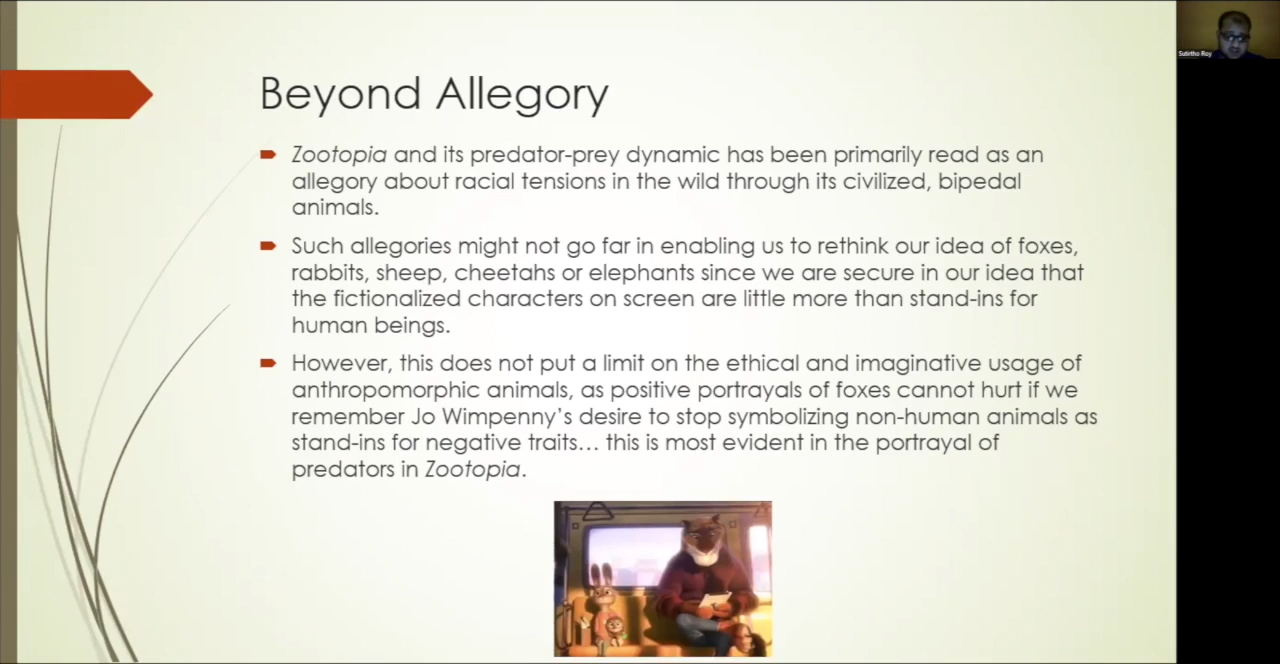 Beyond Allegory
Zootopia and its predator-prey dynamic has been primarily read as an
allegory about racial tensions in the wild through its civilized, bipedal
animals.
Such allegories might not go far in enabling us to rethink our idea of foxes,
rabbits, sheep, cheetahs or elephants since we are secure in our idea that
the fictionalized characters on screen are little more than stand-ins for
human beings.
However, this does not put a limit on the ethical and imaginative usage of
anthropomorphic animals, as positive portrayals of foxes cannot hurt if we
remember Jo Wimpenny’s desire to stop symbolizing non-human animals as
stand-ins for negative traits… this is most evident in the portrayal of
predators in Zootopia.
Sutirtho Roy